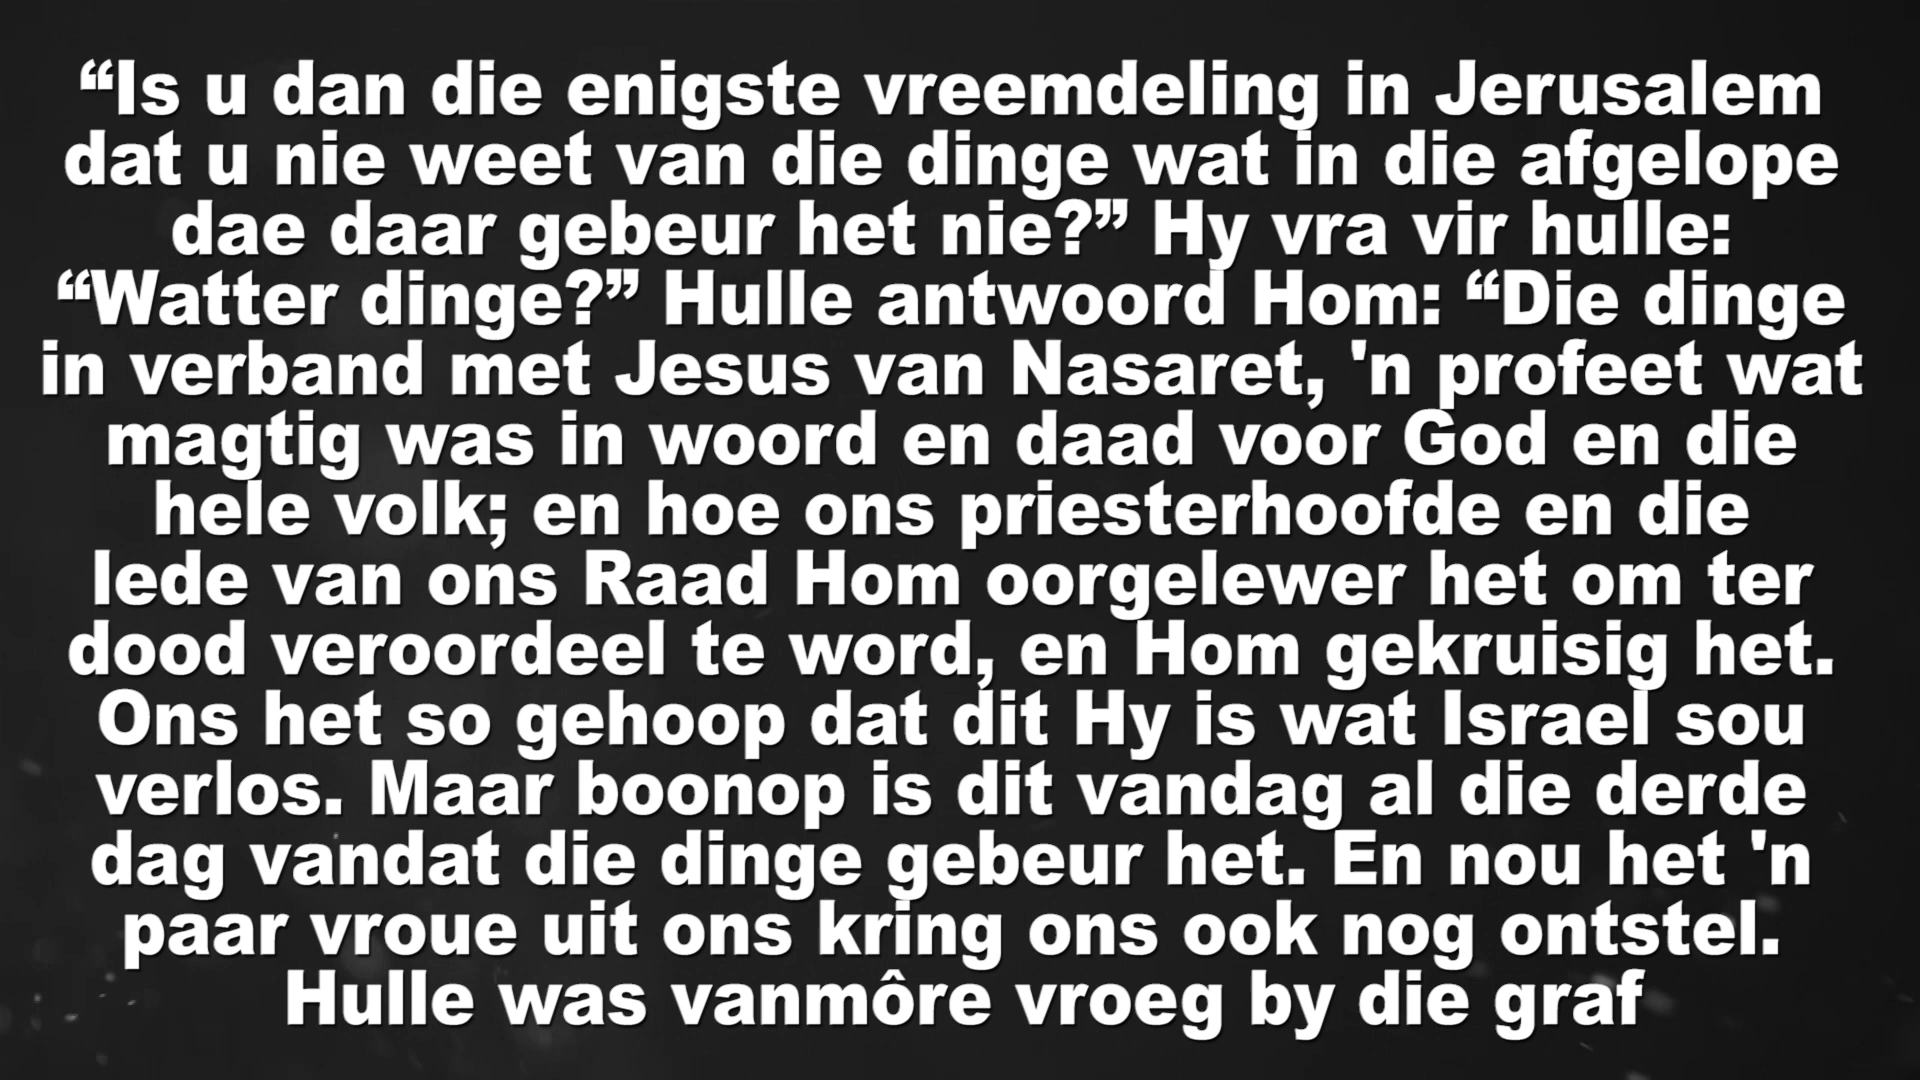 “Is u dan die enigste vreemdeling in Jerusalem
dat u nie weet van die dinge wat in die afgelope
dae daar gebeur het nie?” Hy vra vir hulle:
“Watter dinge?” Hulle antwoord Hom: “Die dinge
in verband met Jesus van Nasaret, 'n profeet wat
magtig was in woord en daad voor God en die
hele volk; en hoe ons priesterhoofde en die
lede van ons Raad Hom oorgelewer het om ter
dood veroordeel te word, en Hom gekruisig het.
Ons het so gehoop dat dit Hy is wat Israel sou
verlos. Maar boonop is dit vandag al die derde
dag vandat die dinge gebeur het. En nou het 'n
paar vroue uit ons kring ons ook nog ontstel.
Hulle was vanmôre vroeg by die graf